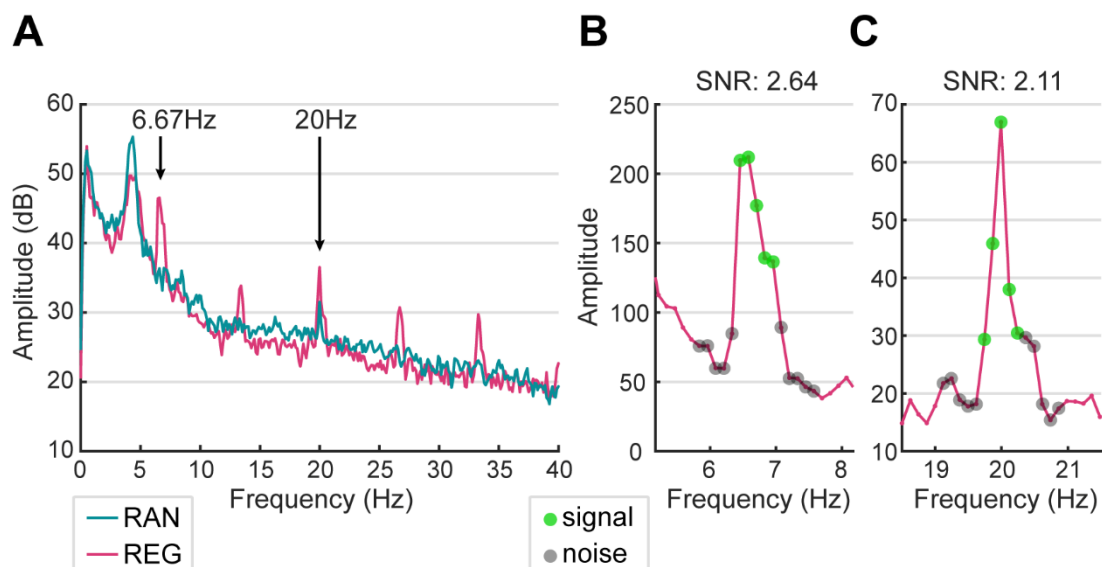 A
B
C
SNR: 2.64
SNR: 2.11
6.67Hz
20Hz
Amplitude (dB)
60
50
40
30
20
10
0
5
10
15
20
25
30
35
40
Frequency (Hz)
Amplitude
250
200
150
100
50
0
6
7
8
Frequency (Hz)
70
60
50
40
30
20
10
19
20
21
Frequency (Hz)
RAN
REG
signal
noise